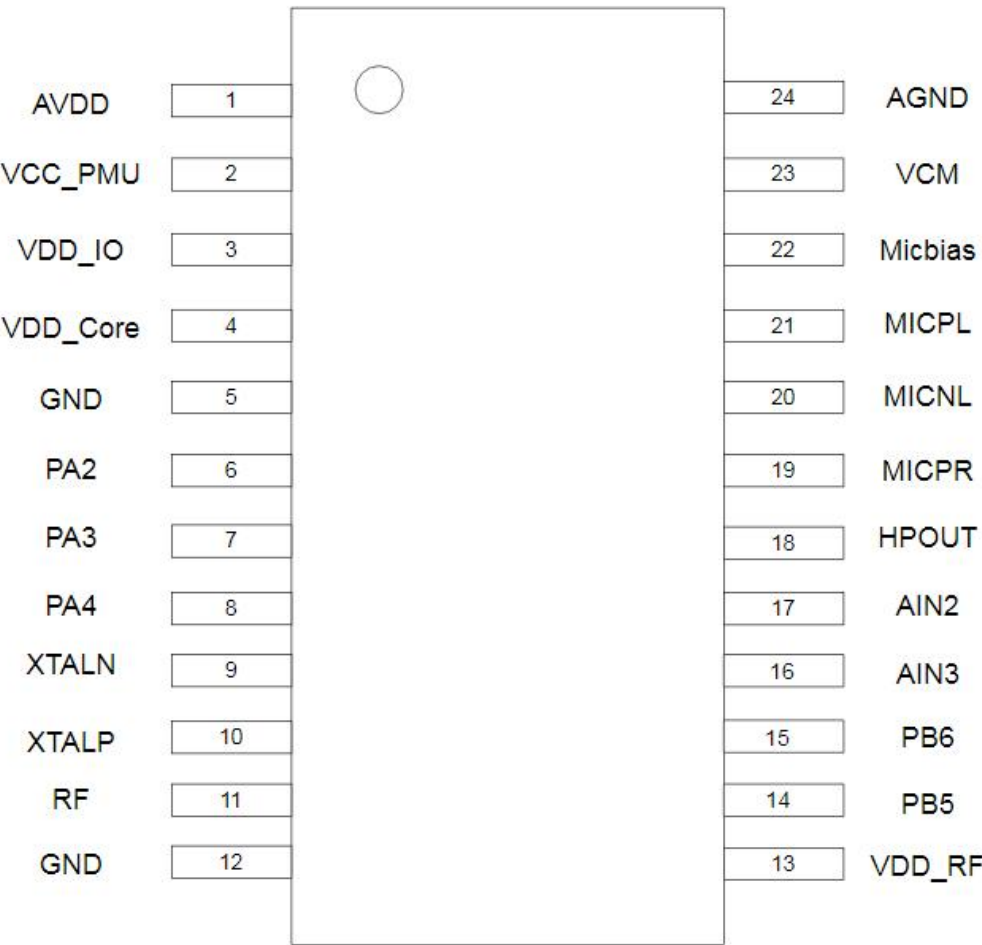 AVDD 1 24 AGND
VCC_PMU 2 23 VCM
VDD_IO 3 22 Micbias
VDD_Core 4 21 MICPL
GND 5 20 MICNL
PA2 6 19 MICPR
PA3 7 18 HPOUT
PA4 8 17 AIN2
XTALN 9 16 AIN3
XTALP 10 15 PB6
RF 11 14 PB5
GND 12 13 VDD_RF